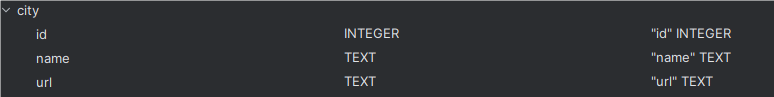 city
id INTEGER "id" INTEGER
name TEXT "name" TEXT
url TEXT "url" TEXT